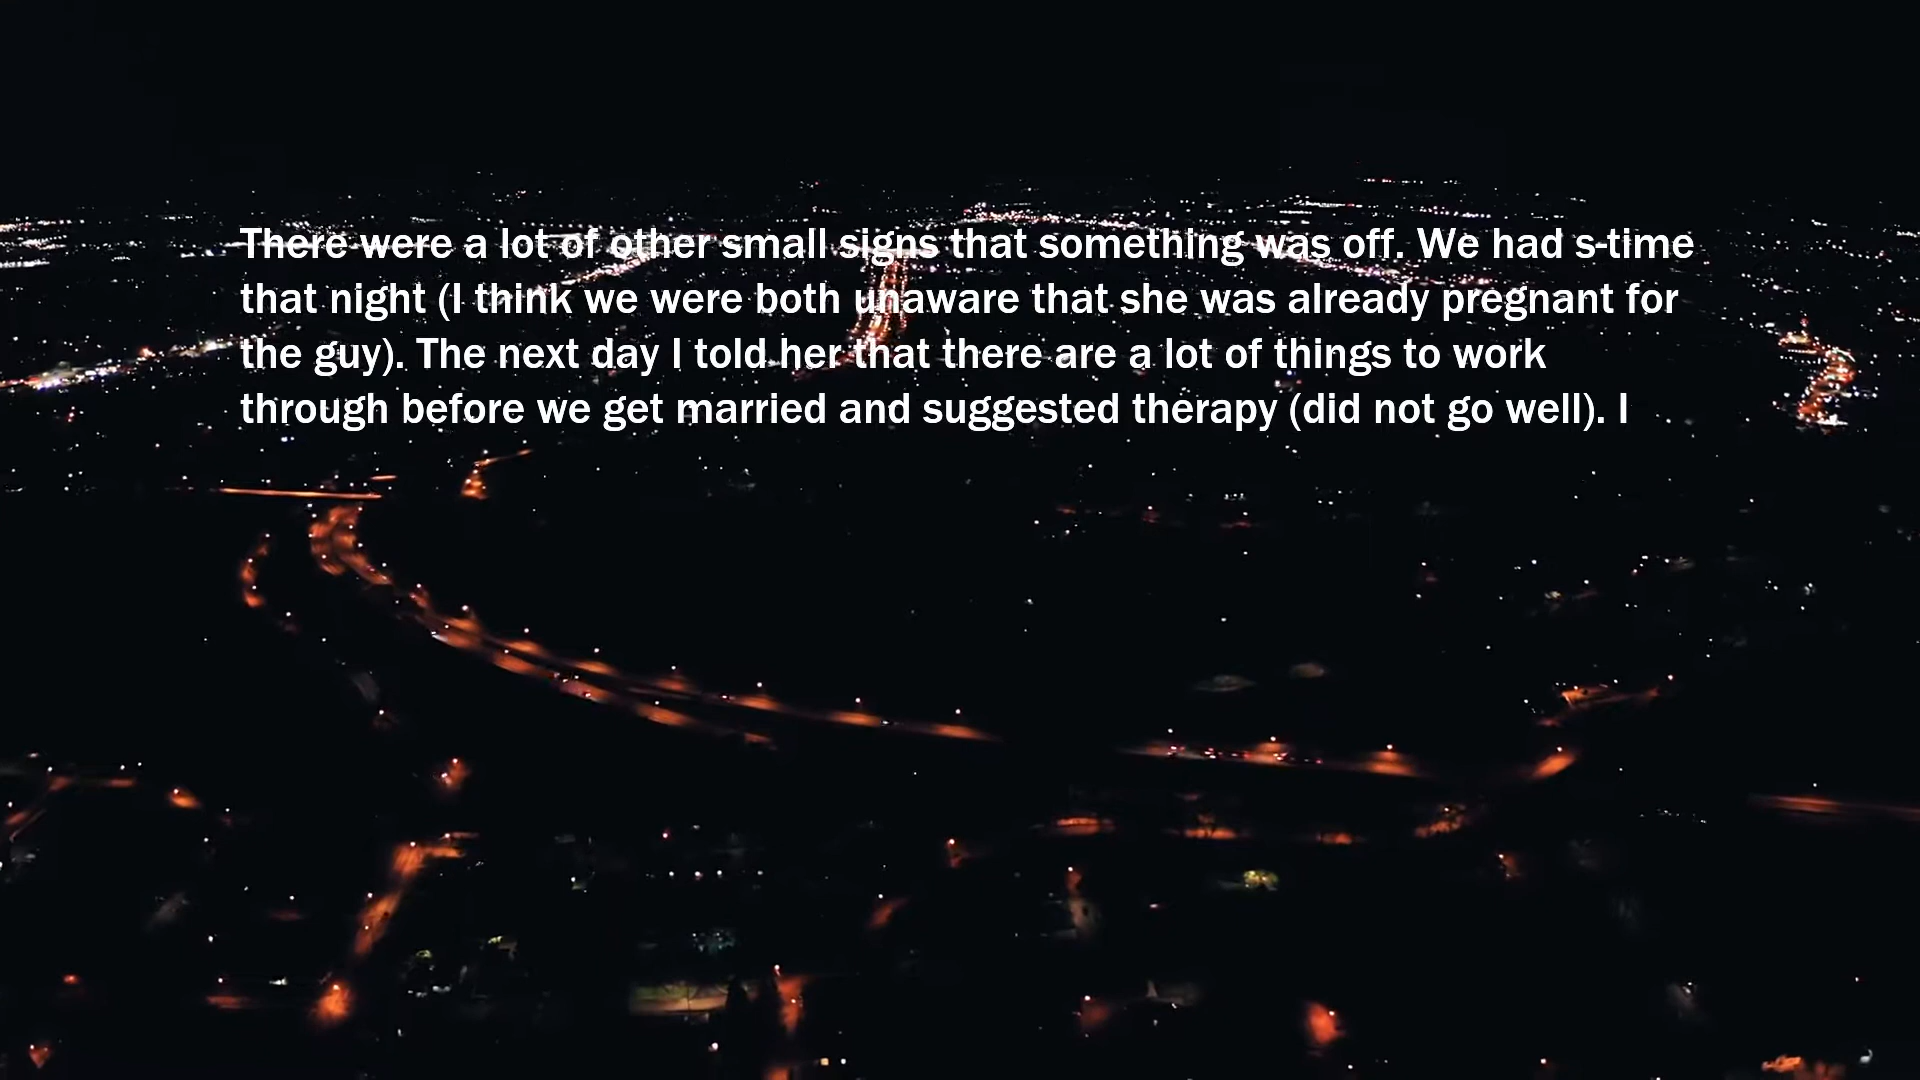 There were a lot of other small signs that something was off. We had s-time
that night (I think we were both unaware that she was already pregnant for
the guy). The next day I told her that there are a lot of things to work
through before we get married and suggested therapy (did not go well). I